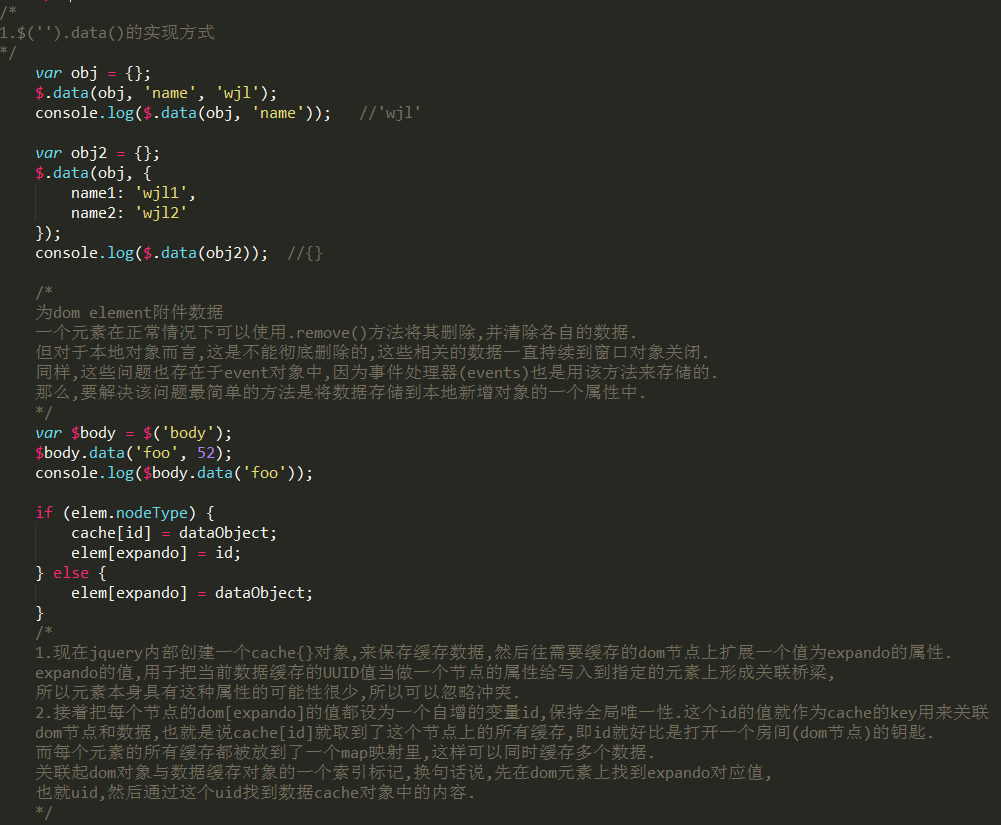 /*
1.$('').data()的实现方式
*/
var obj = {};
$.data(obj, 'name', 'wjl');
console.log($.data(obj, 'name'));   //'wjl'
var obj2 = {};
$.data(obj, {
name1: 'wjl1',
name2: 'wjl2'
});
console.log($.data(obj2));  //{}
/*
为dom element附件数据
一个元素在正常情况下可以使用.remove()方法将其删除,并清除各自的数据.
但对于本地对象而言,这是不能彻底删除的,这些相关的数据一直持续到窗口对象关闭.
同样,这些问题也存在于event对象中,因为事件处理器(events)也是用该方法来存储的.
那么,要解决该问题最简单的方法是将数据存储到本地新增对象的一个属性中.
*/
var $body = $('body');
$body.data('foo', 52);
console.log($body.data('foo'));
if (elem.nodeType) {
cache[id] = dataObject;
elem[expando] = id;
} else {
elem[expando] = dataObject;
}
/*
1.现在jquery内部创建一个cache{}对象,来保存缓存数据,然后往需要缓存的dom节点上扩展一个值为expando的属性.
expando的值,用于把当前数据缓存的UUID值当做一个节点的属性给写入到指定的元素上形成关联桥梁,
所以元素本身具有这种属性的可能性很少,所以可以忽略冲突.
2.接着把每个节点的dom[expando]的值都设为一个自增的变量id,保持全局唯一性.这个id的值就作为cache的key用来关联
dom节点和数据,也就是说cache[id]就取到了这个节点上的所有缓存,即id就好比是打开一个房间(dom节点)的钥匙.
而每个元素的所有缓存都被放到了一个map映射里,这样可以同时缓存多个数据.
关联起dom对象与数据缓存对象的一个索引标记,换句话说,先在dom元素上找到expando对应值,
也就uid,然后通过这个uid找到数据cache对象中的内容.
*/